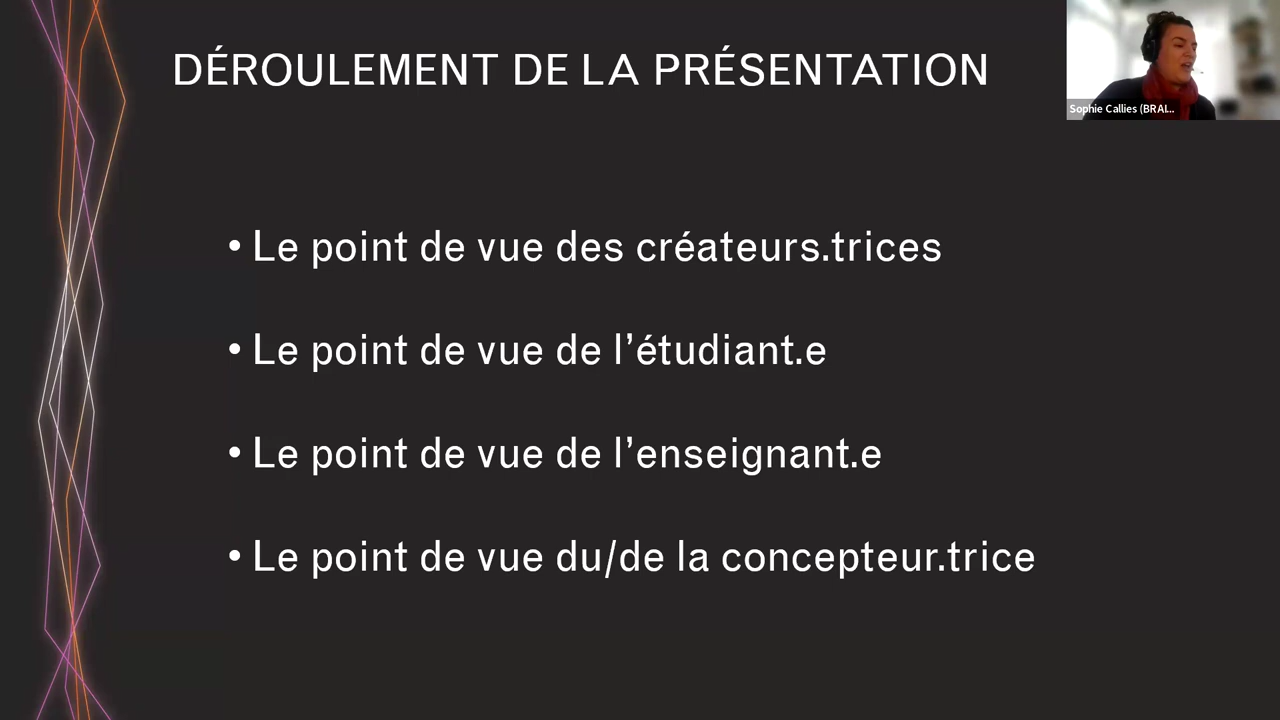 DÉROULEMENT DE LA PRÉSENTATION
Sophie Callies (BRAI...
• Le point de vue des créateurs.trices
• Le point de vue de l’étudiant.e
• Le point de vue de l’enseignant.e
• Le point de vue du/de la concepteur.trice